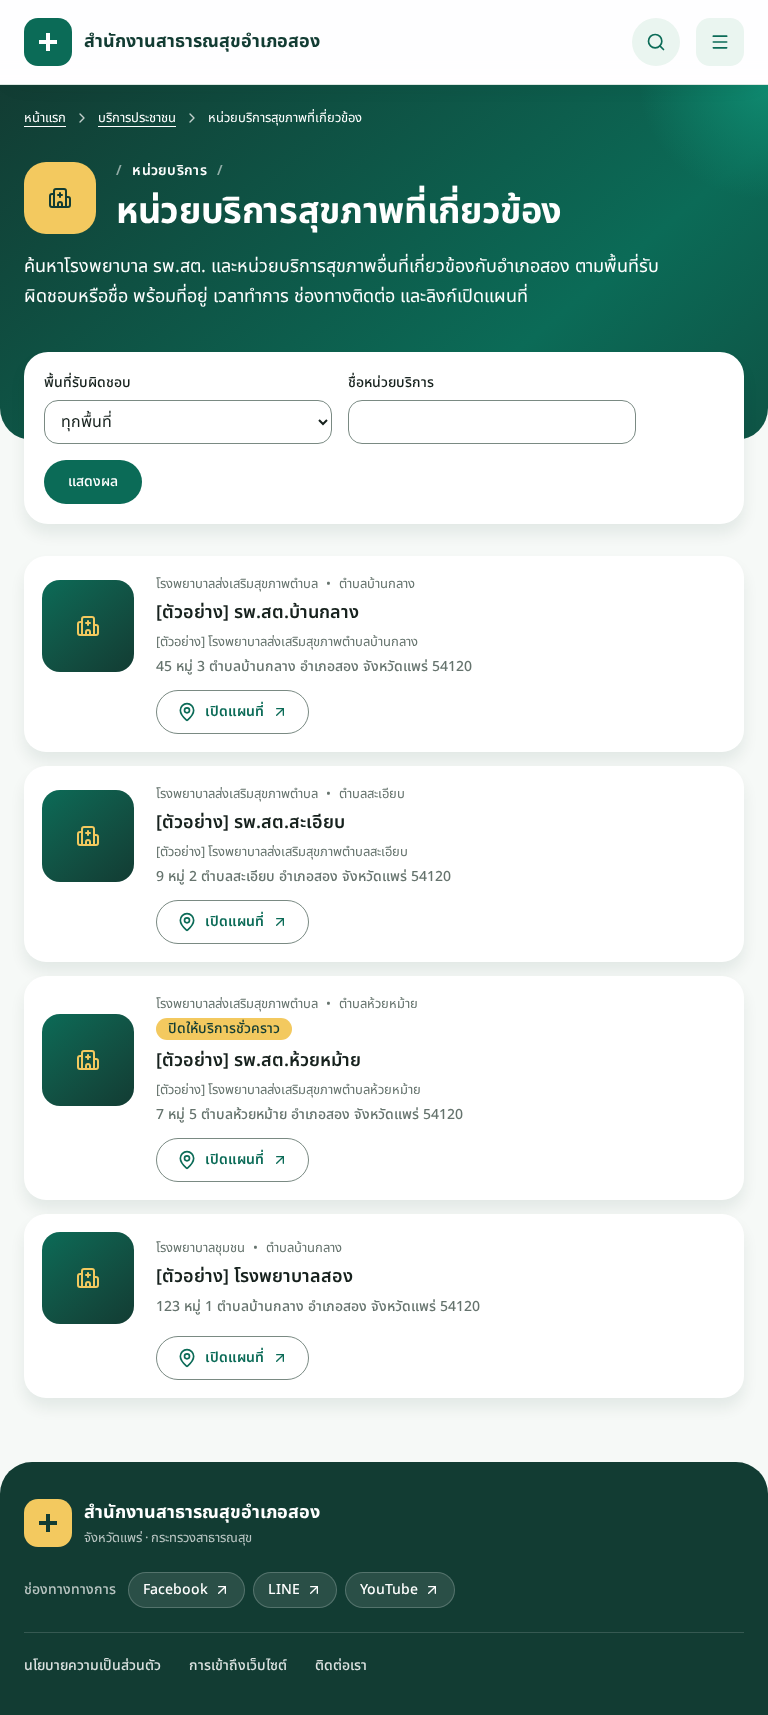 สำนักงานสาธารณสุขอำเภอสอง
หน้าแรก
บริการประชาชน
หน่วยบริการสุขภาพที่เกี่ยวข้อง
/ หน่วยบริการ /
หน่วยบริการสุขภาพที่เกี่ยวข้อง
ค้นหาโรงพยาบาล รพ.สต. และหน่วยบริการสุขภาพอื่นที่เกี่ยวข้องกับอำเภอสอง ตามพื้นที่รับ
ผิดชอบหรือชื่อ พร้อมที่อยู่ เวลาทำการ ช่องทางติดต่อ และลิงก์เปิดแผนที่
พื้นที่รับผิดชอบ
ชื่อหน่วยบริการ
ทุกพื้นที่
แสดงผล
โรงพยาบาลส่งเสริมสุขภาพตำบล • ตำบลบ้านกลาง
[ตัวอย่าง] รพ.สต.บ้านกลาง
[ตัวอย่าง] โรงพยาบาลส่งเสริมสุขภาพตำบลบ้านกลาง
45 หมู่ 3 ตำบลบ้านกลาง อำเภอสอง จังหวัดแพร่ 54120
เปิดแผนที่
โรงพยาบาลส่งเสริมสุขภาพตำบล • ตำบลสะเอียบ
[ตัวอย่าง] รพ.สต.สะเอียบ
[ตัวอย่าง] โรงพยาบาลส่งเสริมสุขภาพตำบลสะเอียบ
9 หมู่ 2 ตำบลสะเอียบ อำเภอสอง จังหวัดแพร่ 54120
เปิดแผนที่
โรงพยาบาลส่งเสริมสุขภาพตำบล • ตำบลห้วยหม้าย
ปิดให้บริการชั่วคราว
[ตัวอย่าง] รพ.สต.ห้วยหม้าย
[ตัวอย่าง] โรงพยาบาลส่งเสริมสุขภาพตำบลห้วยหม้าย
7 หมู่ 5 ตำบลห้วยหม้าย อำเภอสอง จังหวัดแพร่ 54120
เปิดแผนที่
โรงพยาบาลชุมชน • ตำบลบ้านกลาง
[ตัวอย่าง] โรงพยาบาลสอง
123 หมู่ 1 ตำบลบ้านกลาง อำเภอสอง จังหวัดแพร่ 54120
เปิดแผนที่
สำนักงานสาธารณสุขอำเภอสอง
จังหวัดแพร่ · กระทรวงสาธารณสุข
ช่องทางทางการ
Facebook
LINE
YouTube
นโยบายความเป็นส่วนตัว
การเข้าถึงเว็บไซต์
ติดต่อเรา